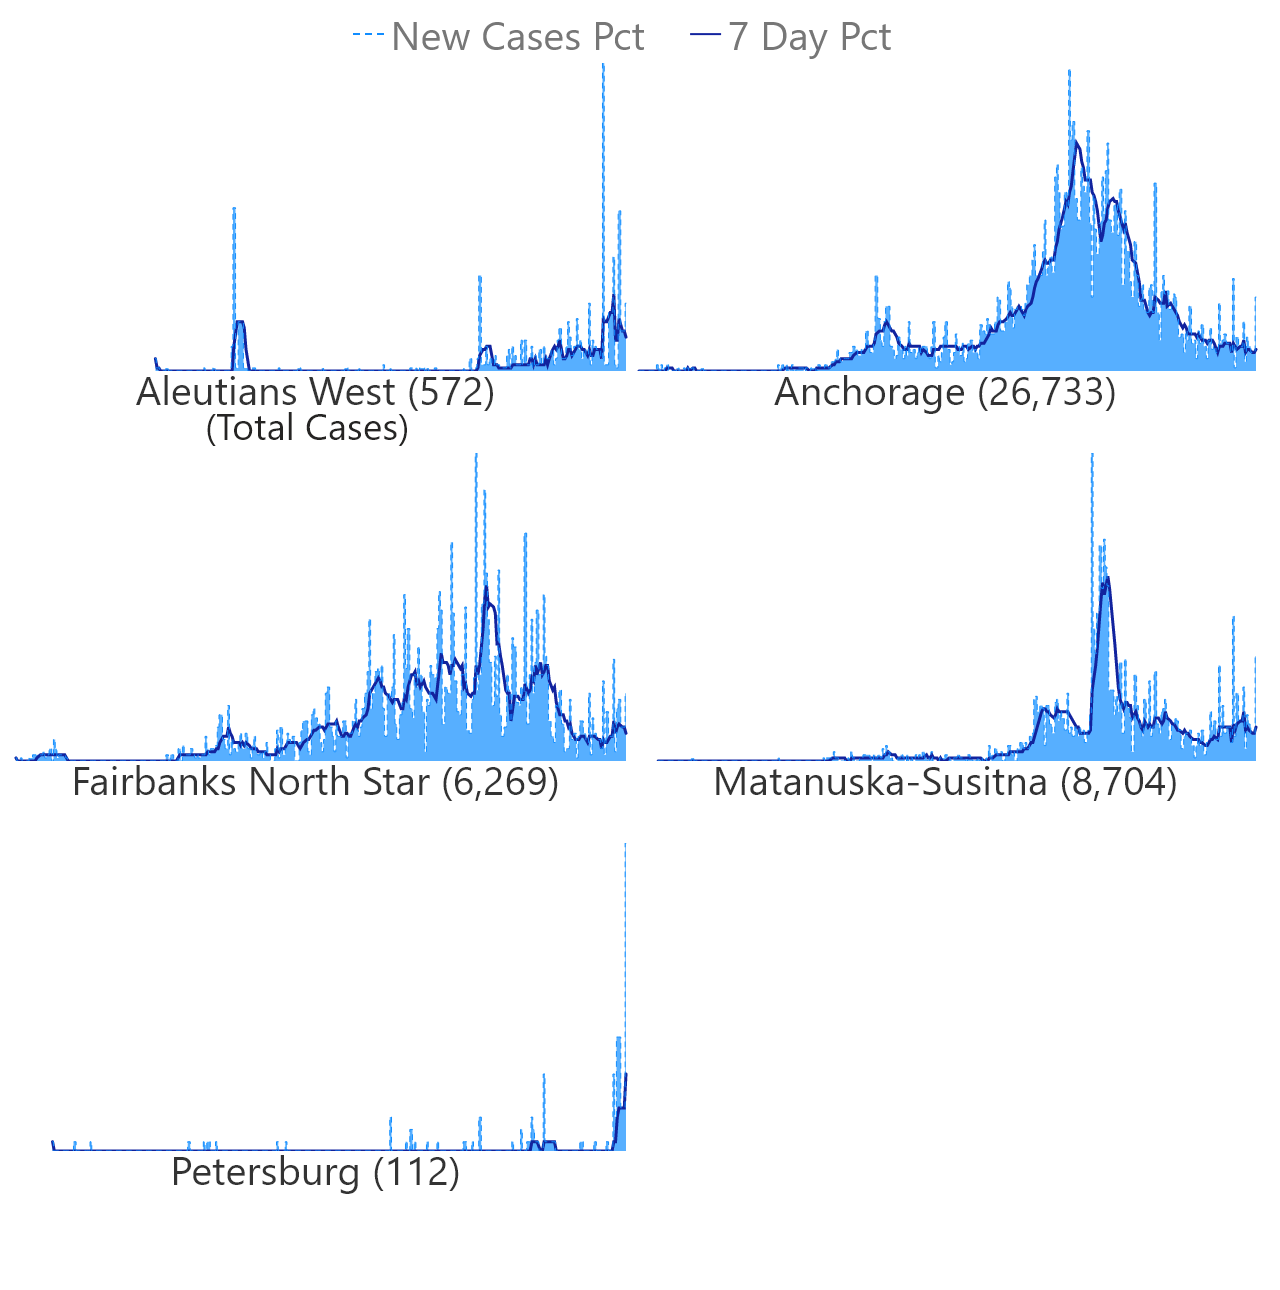 New Cases Pct 7 Day Pct
Aleutians West (572)
(Total Cases)
Anchorage (26,733)
Fairbanks North Star (6,269)
Matanuska-Susitna (8,704)
Petersburg (112)